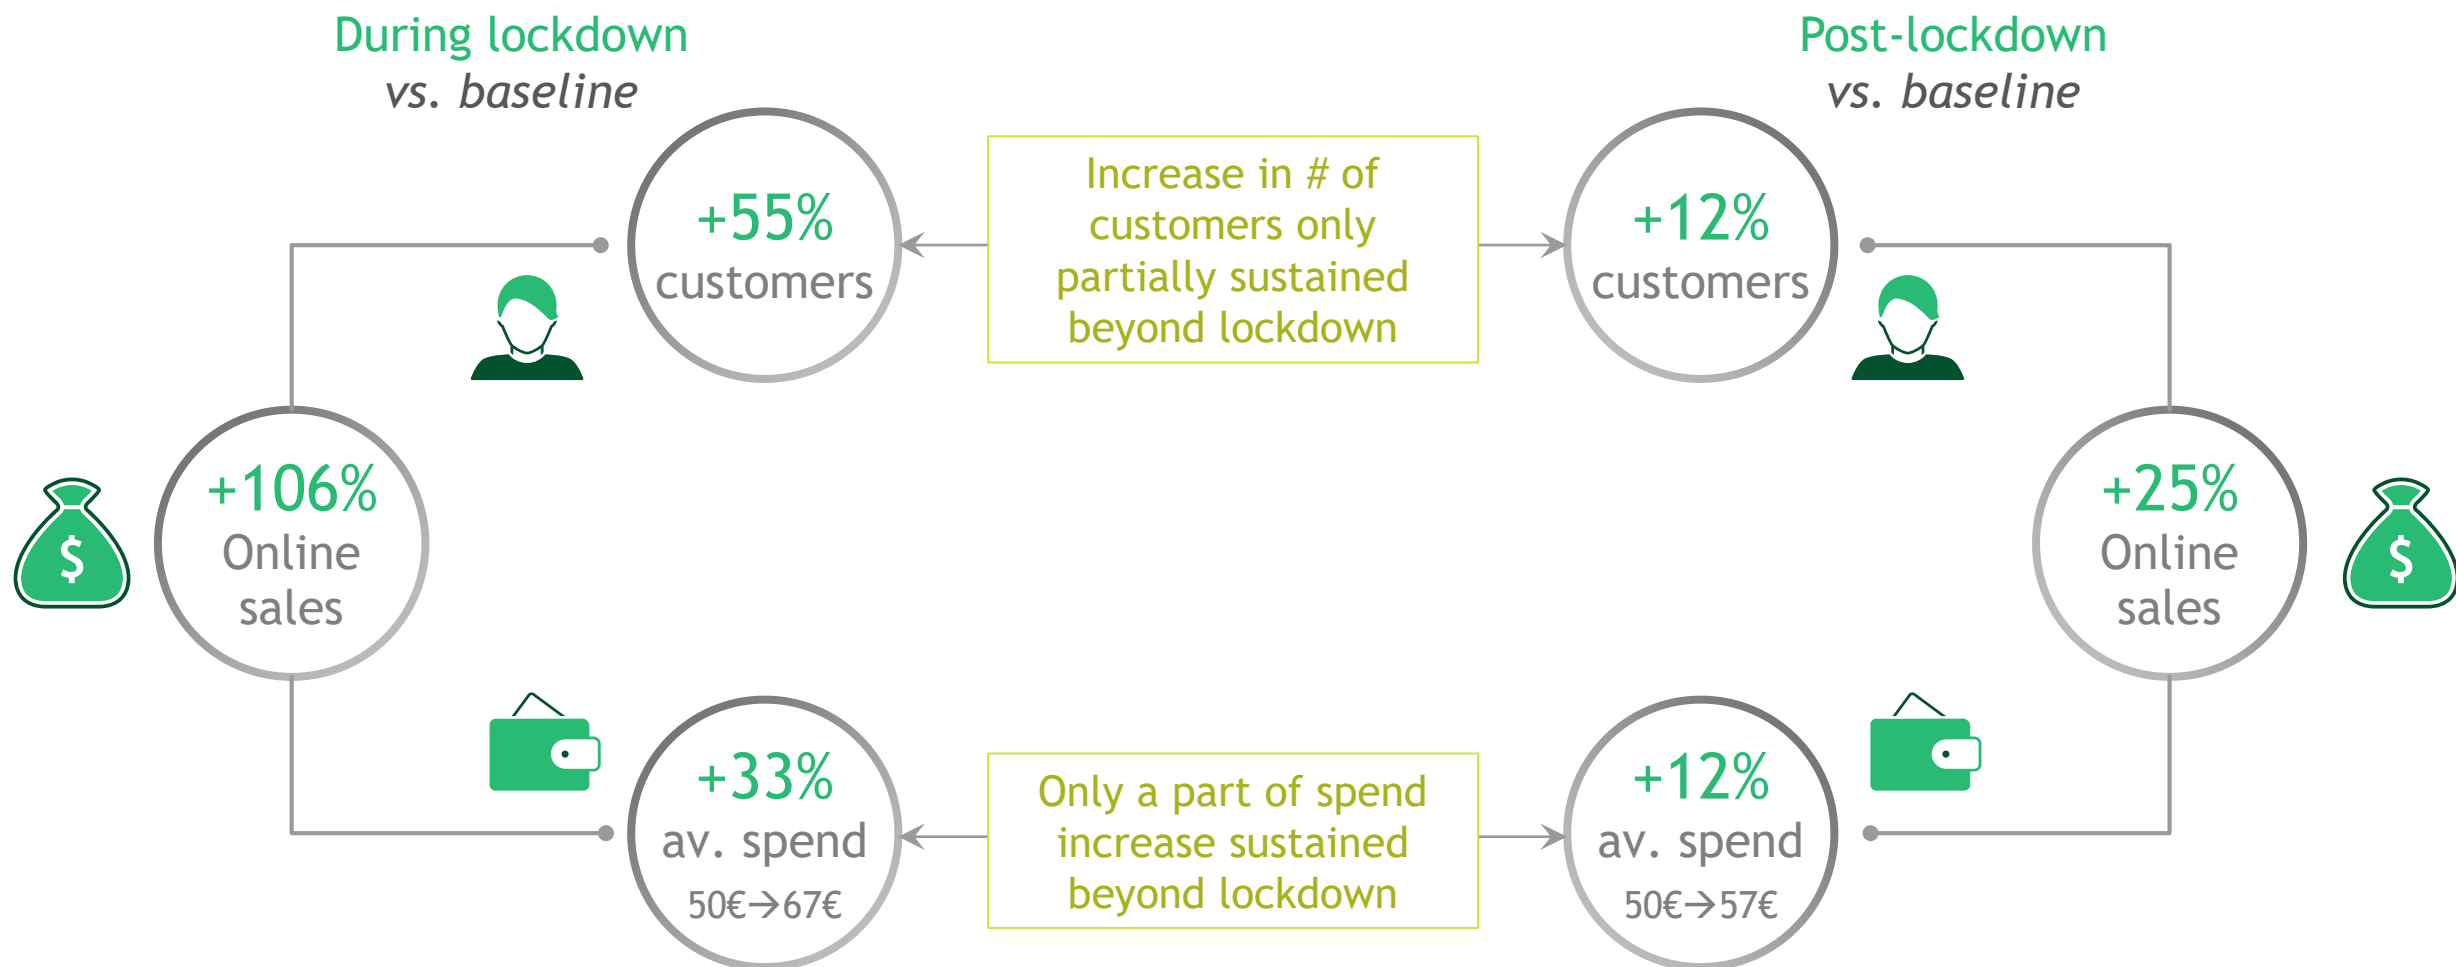 During lockdown
vs. baseline
Post-lockdown
vs. baseline
+55%
customers
Increase in # of
customers only
partially sustained
beyond lockdown
+12%
customers
$
+106%
Online
sales
+25%
Online
sales
$
+33%
av. spend
50€→67€
Only a part of spend
increase sustained
beyond lockdown
+12%
av. spend
50€→57€